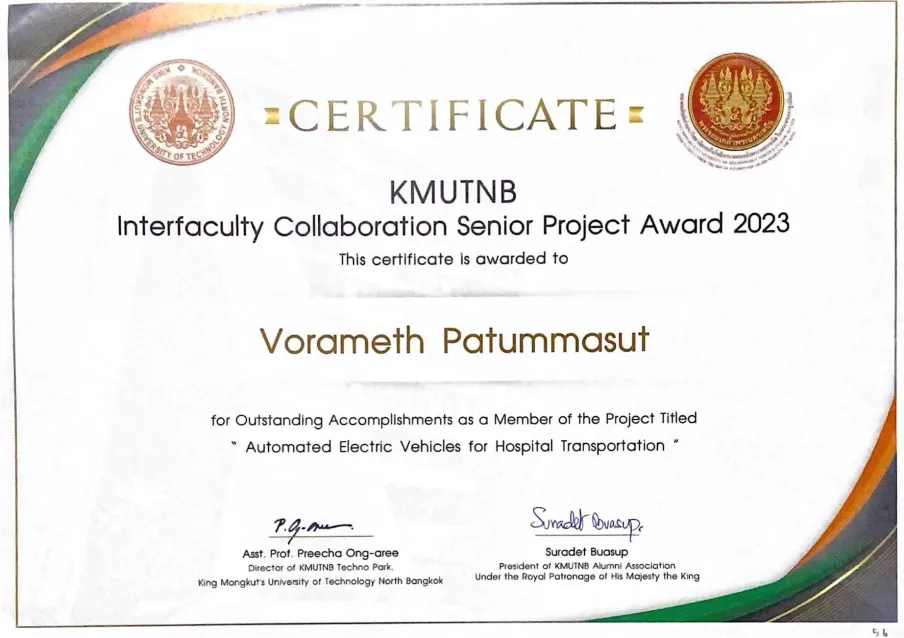 CERTIFICATE
KMUTNB
Interfaculty Collaboration Senior Project Award 2023
This certificate is awarded to
Vorameth Patummasut
for Outstanding Accomplishments as a Member of the Project Titled
" Automated Electric Vehicles for Hospital Transportation "
P.O-
Suradet Buasup.
Asst. Prof. Preecha Ong-aree
Director of KMUTNB Techno Park,
King Mongkut's University of Technology North Bangkok
Suradet Buasup
President of KMUTNB Alumni Association
Under the Royal Patronage of His Majesty the King
56